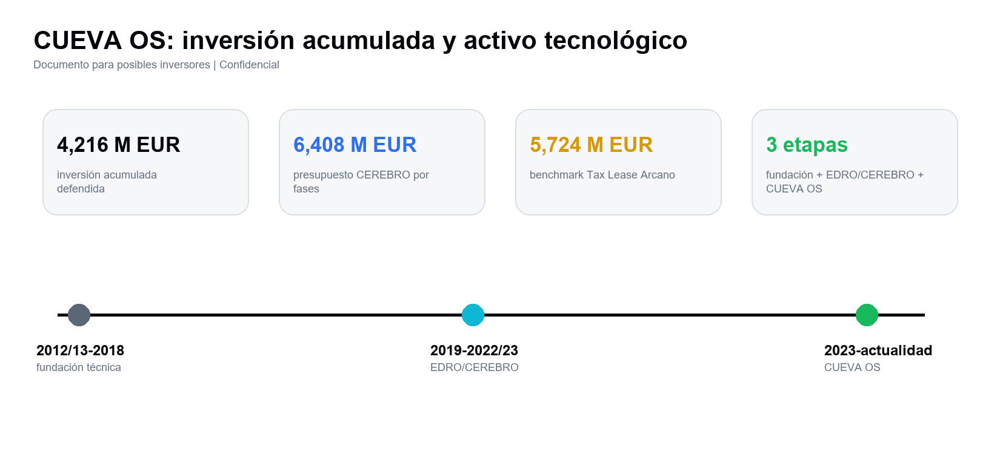 CUEVA OS: inversión acumulada y activo tecnológico
Documento para posibles inversores | Confidencial
4,216 M EUR
inversión acumulada
defendida
6,408 M EUR
presupuesto CEREBRO por
fases
5,724 M EUR
benchmark Tax Lease Arcano
3 etapas
fundación + EDRO/CEREBRO +
CUEVA OS
2012/13-2018
fundación técnica
2019-2022/23
EDRO/CEREBRO
2023-actualidad
CUEVA OS